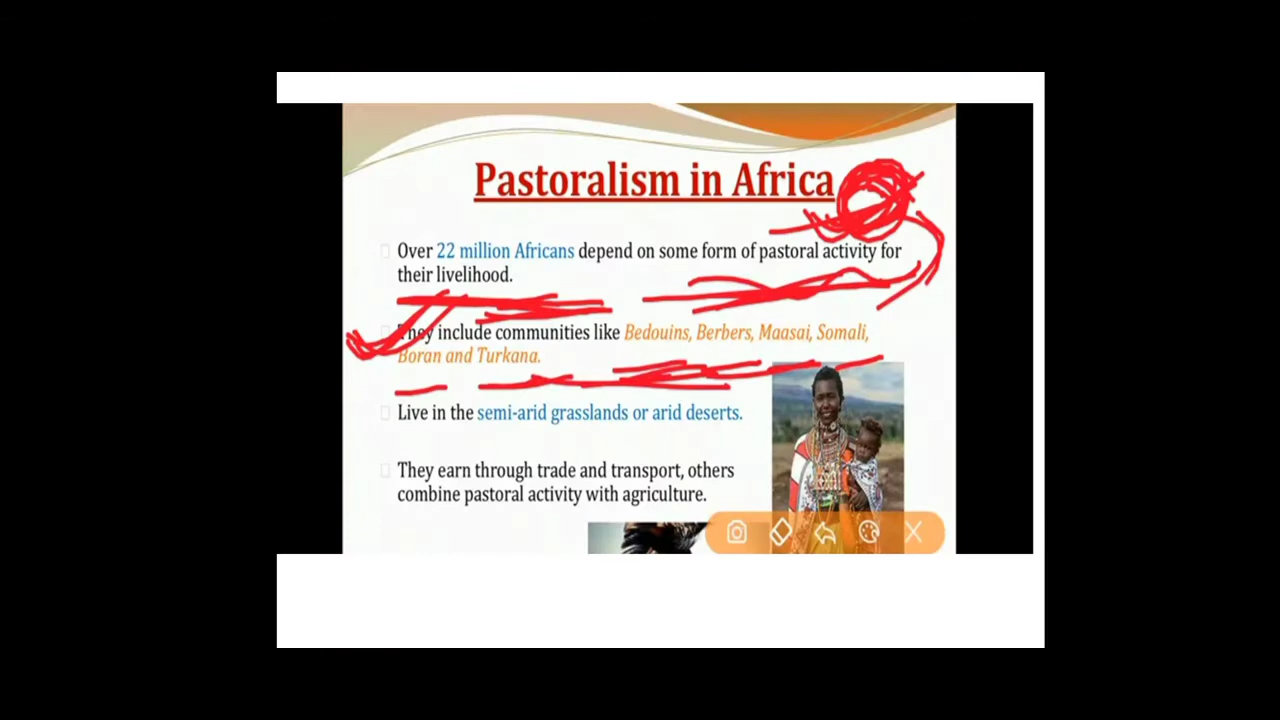 Pastoralism in Africa
Over 22 million Africans depend on some form of pastoral activity for
their livelihood.
They include communities like Bedouins, Berbers, Maasai, Somali,
Boran and Turkana.
Live in the semi-arid grasslands or arid deserts.
They earn through trade and transport, others
combine pastoral activity with agriculture.